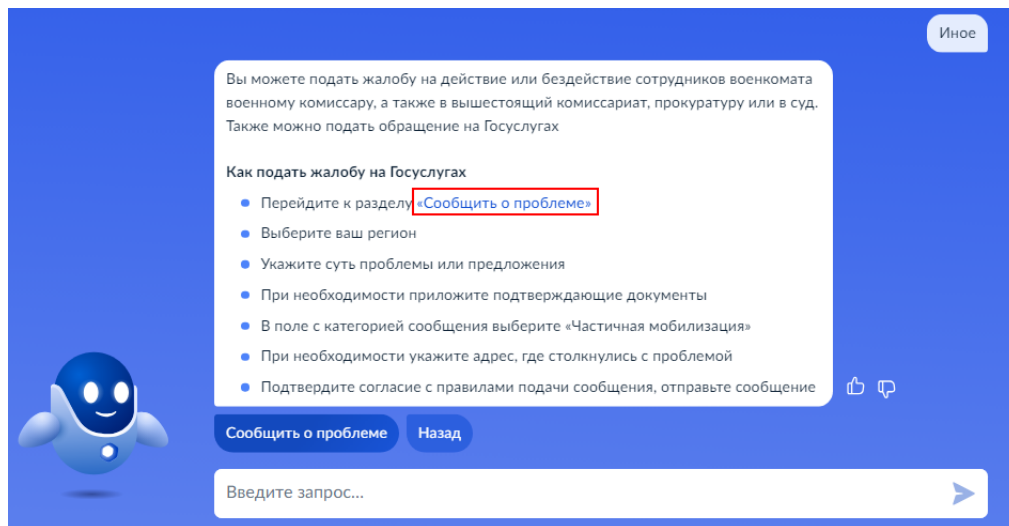 Иное
Вы можете подать жалобу на действие или бездействие сотрудников военкомата
военному комиссару, а также в вышестоящий комиссариат, прокуратуру или в суд.
Также можно подать обращение на Госуслугах
Как подать жалобу на Госуслугах
Перейдите к разделу «Сообщить о проблеме»
Выберите ваш регион
Укажите суть проблемы или предложения
При необходимости приложите подтверждающие документы
В поле с категорией сообщения выберите «Частичная мобилизация»
При необходимости укажите адрес, где столкнулись с проблемой
Подтвердите согласие с правилами подачи сообщения, отправьте сообщение
Сообщить о проблеме
Назад
Введите запрос...